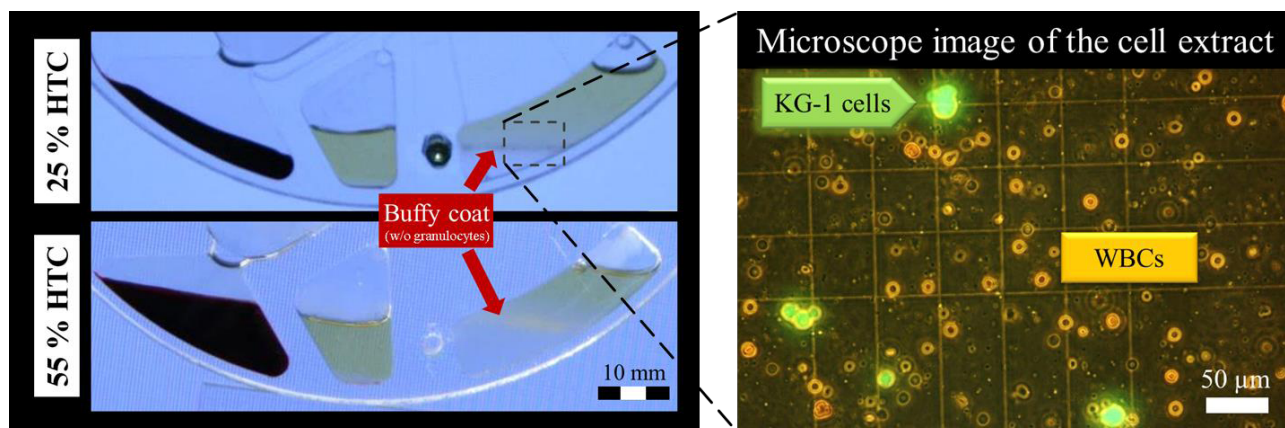 25 % HTC
55 % HTC
Buffy coat
(w/o granulocytes)
10 mm
Microscope image of the cell extract
KG-1 cells
WBCs
50 µm